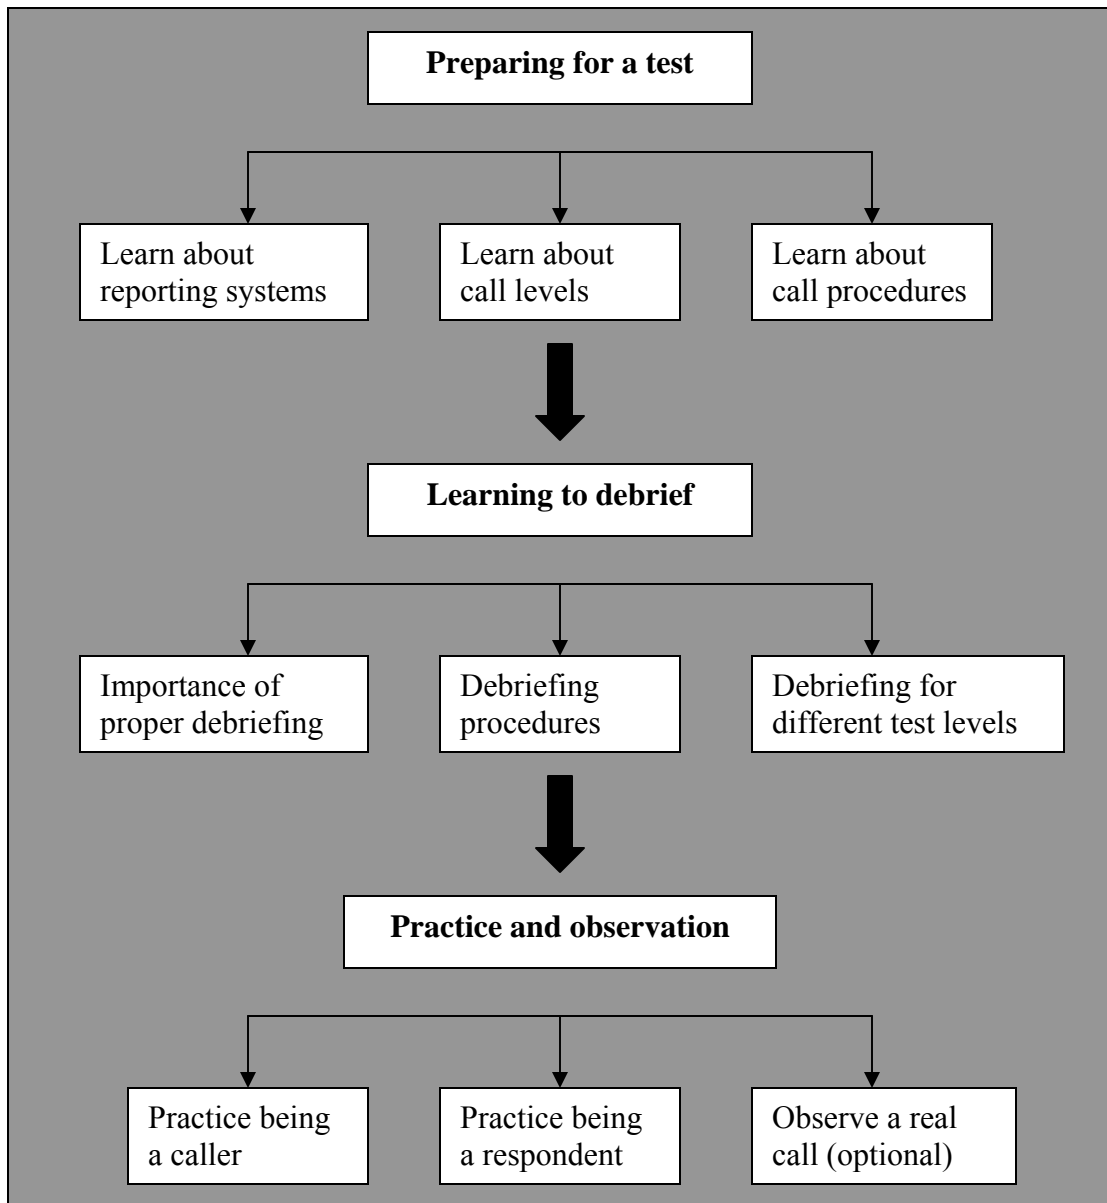 Preparing for a test
Learn about
reporting systems
Learn about
call levels
Learn about
call procedures
Learning to debrief
Importance of
proper debriefing
Debriefing
procedures
Debriefing for
different test levels
Practice and observation
Practice being
a caller
Practice being
a respondent
Observe a real
call (optional)